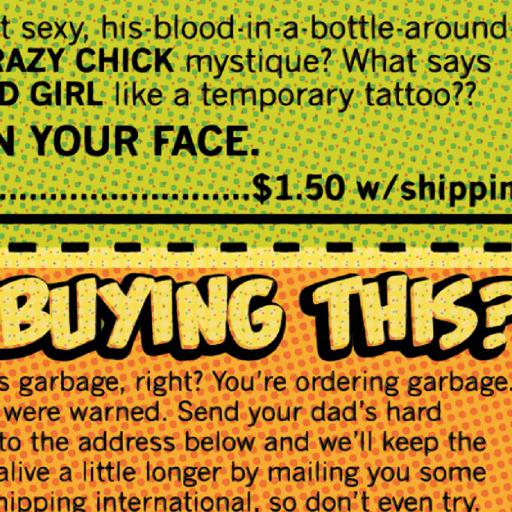 t sexy, his-blood-in-a-bottle-around-
RAZY CHICK mystique? What says
D GIRL like a temporary tattoo??
N YOUR FACE.
..........................$1.50 w/shippin
BUYING THIS?
s garbage, right? You're ordering garbage.
were warned. Send your dad's hard
to the address below and we'll keep the
alive a little longer by mailing you some
hipping international, so don't even try.